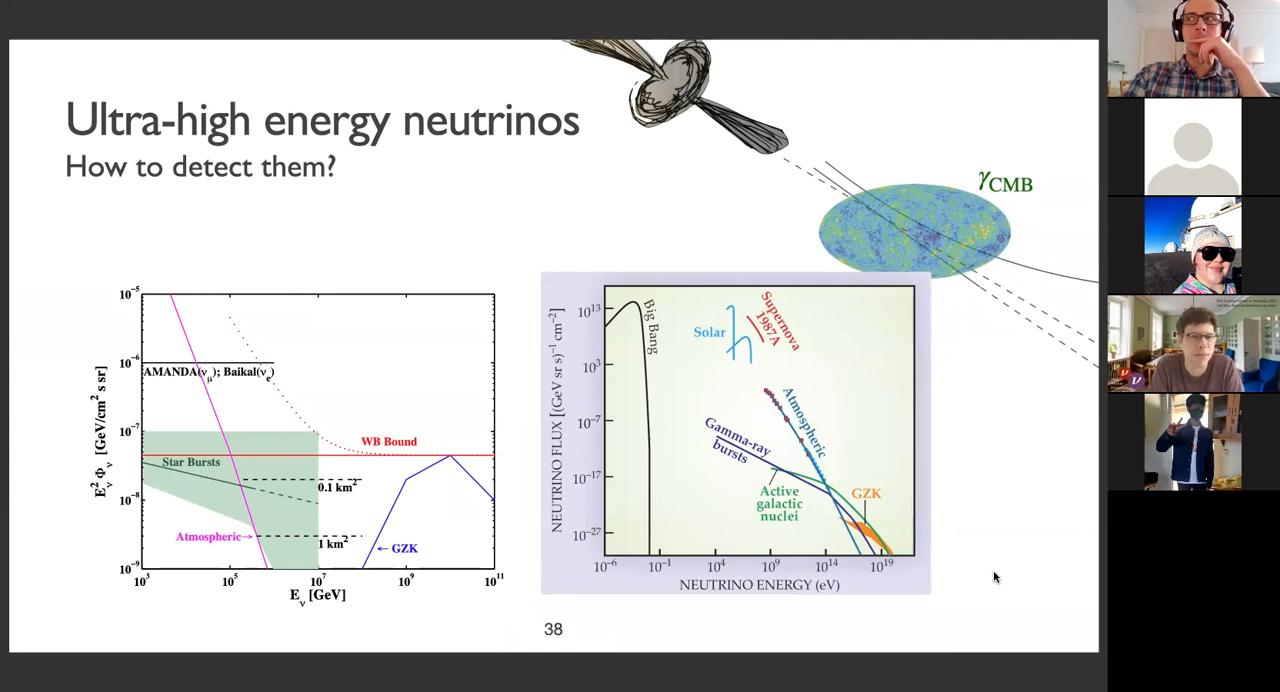 Ultra-high energy neutrinos
How to detect them?
γCMB
10⁻⁵
10⁻⁶
10⁻⁷
10⁻⁸
10⁻⁹
E²ν Φν [GeV/cm² s sr]
AMANDA(νμ); Baikal(νe)
WB Bound
Star Bursts
0.1 km²
Atmospheric→
1 km²
← GZK
10³
10⁵
10⁷
10⁹
10¹¹
Eν [GeV]
NEUTRINO FLUX [(GeV sr s)⁻¹ cm⁻²]
10¹³
10³
10⁻⁷
10⁻¹⁷
10⁻²⁷
Big Bang
Solar
Supernova
1987A
Atmospheric
Gamma-ray
bursts
Active
galactic
nuclei
GZK
10⁻⁶
10⁻¹
10⁴
10⁹
10¹⁴
10¹⁹
NEUTRINO ENERGY (eV)
38